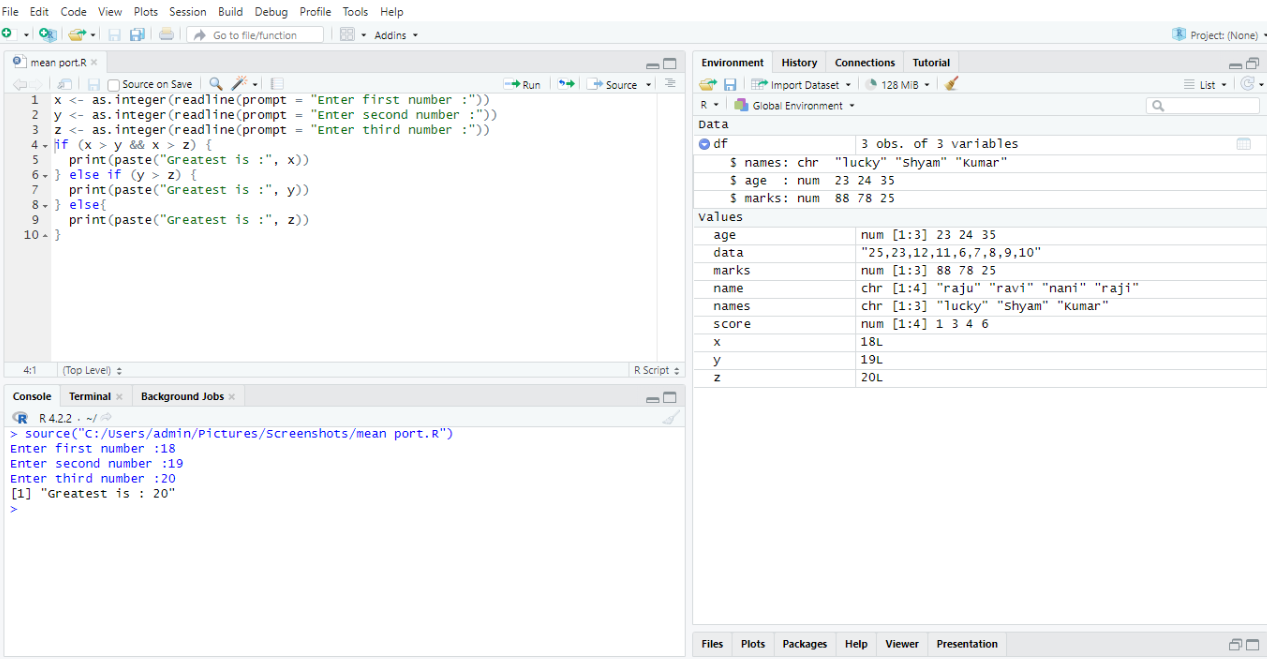 File Edit Code View Plots Session Build Debug Profile Tools Help
Go to file/function Addins Project: (None)
mean port.R
Source on Save Run Source
1 x <- as.integer(readline(prompt = "Enter first number :"))
2 y <- as.integer(readline(prompt = "Enter second number :"))
3 z <- as.integer(readline(prompt = "Enter third number :"))
4 if (x > y && x > z) {
5 print(paste("Greatest is :", x))
6 } else if (y > z) {
7 print(paste("Greatest is :", y))
8 } else{
9 print(paste("Greatest is :", z))
10 }
4:1 (Top Level) R Script
Console Terminal Background Jobs
R R 4.2.2 · ~/
> source("C:/Users/admin/Pictures/Screenshots/mean port.R")
Enter first number :18
Enter second number :19
Enter third number :20
[1] "Greatest is : 20"
>
Environment History Connections Tutorial
Import Dataset 128 MiB List
R Global Environment
Data
df 3 obs. of 3 variables
$ names: chr "lucky" "Shyam" "Kumar"
$ age : num 23 24 35
$ marks: num 88 78 25
values
age num [1:3] 23 24 35
data "25,23,12,11,6,7,8,9,10"
marks num [1:3] 88 78 25
name chr [1:4] "raju" "ravi" "nani" "raji"
names chr [1:3] "lucky" "Shyam" "Kumar"
score num [1:4] 1 3 4 6
x 18L
y 19L
z 20L
Files Plots Packages Help Viewer Presentation